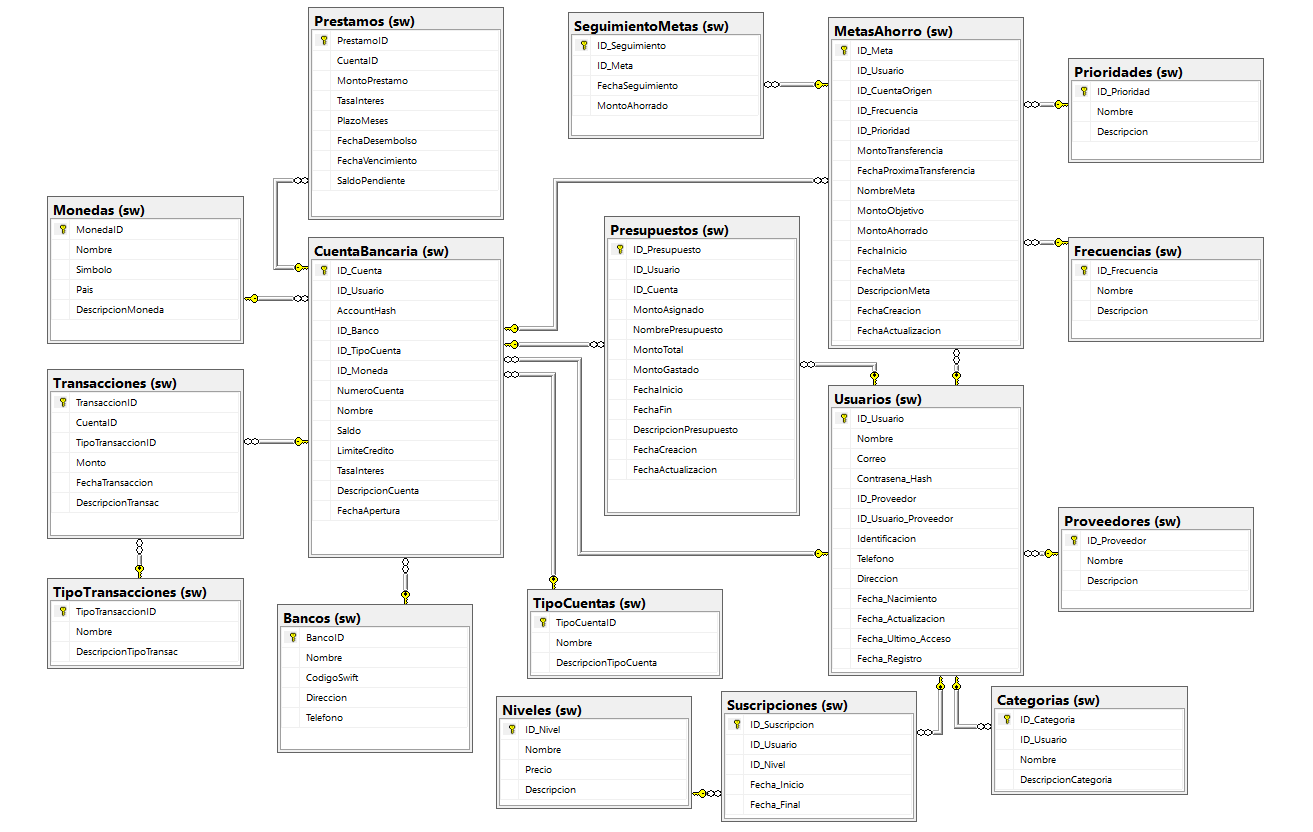 Prestamos (sw)
PrestamoID
CuentaID
MontoPrestamo
TasaInteres
PlazoMeses
FechaDesembolso
FechaVencimiento
SaldoPendiente
SeguimientoMetas (sw)
ID_Seguimiento
ID_Meta
FechaSeguimiento
MontoAhorrado
MetasAhorro (sw)
ID_Meta
ID_Usuario
ID_CuentaOrigen
ID_Frecuencia
ID_Prioridad
MontoTransferencia
FechaProximaTransferencia
NombreMeta
MontoObjetivo
MontoAhorrado
FechaInicio
FechaMeta
DescripcionMeta
FechaCreacion
FechaActualizacion
Prioridades (sw)
ID_Prioridad
Nombre
Descripcion
Monedas (sw)
MonedaID
Nombre
Simbolo
Pais
DescripcionMoneda
CuentaBancaria (sw)
ID_Cuenta
ID_Usuario
AccountHash
ID_Banco
ID_TipoCuenta
ID_Moneda
NumeroCuenta
Nombre
Saldo
LimiteCredito
TasaInteres
DescripcionCuenta
FechaApertura
Presupuestos (sw)
ID_Presupuesto
ID_Usuario
ID_Cuenta
MontoAsignado
NombrePresupuesto
MontoTotal
MontoGastado
FechaInicio
FechaFin
DescripcionPresupuesto
FechaCreacion
FechaActualizacion
Frecuencias (sw)
ID_Frecuencia
Nombre
Descripcion
Transacciones (sw)
TransaccionID
CuentaID
TipoTransaccionID
Monto
FechaTransaccion
DescripcionTransac
Usuarios (sw)
ID_Usuario
Nombre
Correo
Contrasena_Hash
ID_Proveedor
ID_Usuario_Proveedor
Identificacion
Telefono
Direccion
Fecha_Nacimiento
Fecha_Actualizacion
Fecha_Ultimo_Acceso
Fecha_Registro
Proveedores (sw)
ID_Proveedor
Nombre
Descripcion
TipoTransacciones (sw)
TipoTransaccionID
Nombre
DescripcionTipoTransac
Bancos (sw)
BancoID
Nombre
CodigoSwift
Direccion
Telefono
TipoCuentas (sw)
TipoCuentaID
Nombre
DescripcionTipoCuenta
Niveles (sw)
ID_Nivel
Nombre
Precio
Descripcion
Suscripciones (sw)
ID_Suscripcion
ID_Usuario
ID_Nivel
Fecha_Inicio
Fecha_Final
Categorias (sw)
ID_Categoria
ID_Usuario
Nombre
DescripcionCategoria